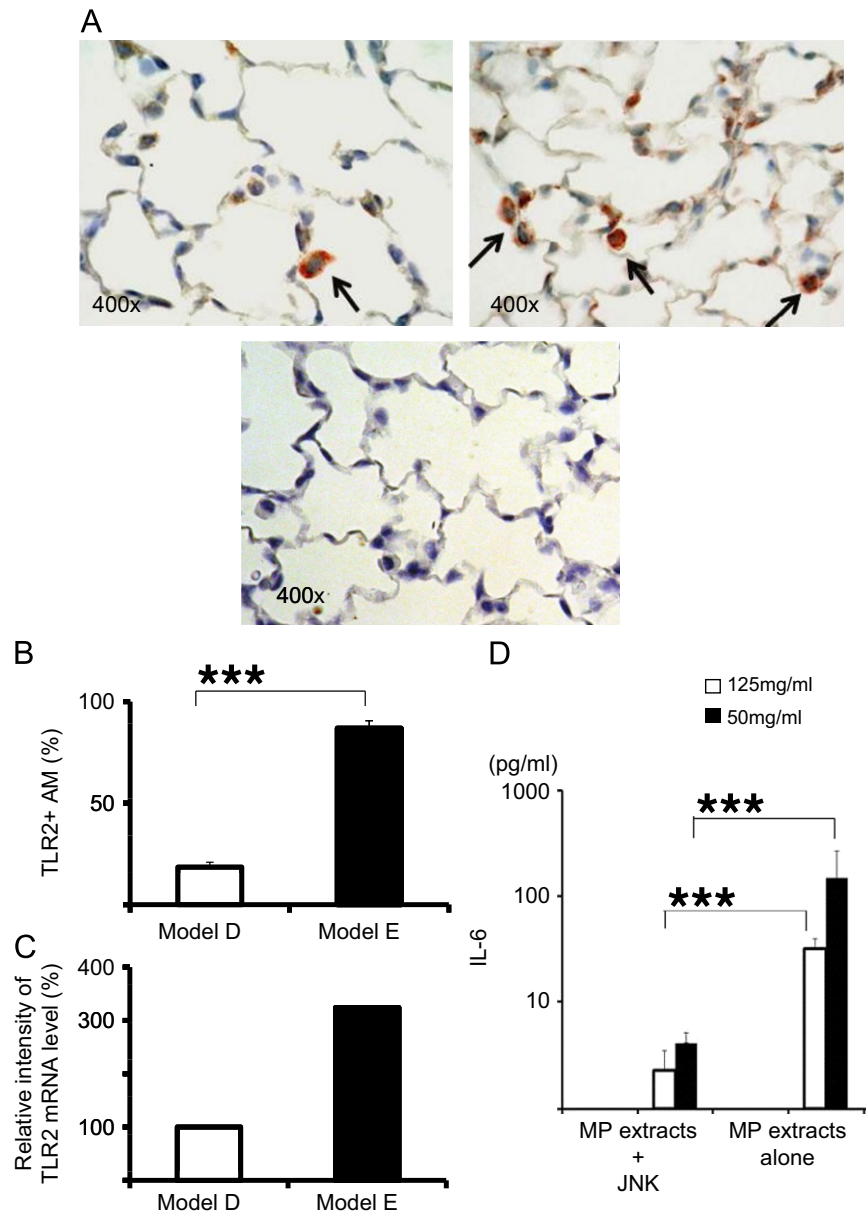 A
400x
400x
400x
B
***
TLR2+ AM (%)
100
50
Model D
Model E
C
Relative intensity of
TLR2 mRNA level (%)
400
300
100
Model D
Model E
D
125mg/ml
50mg/ml
(pg/ml)
IL-6
1000
100
10
***
***
MP extracts
+
JNK
MP extracts
alone